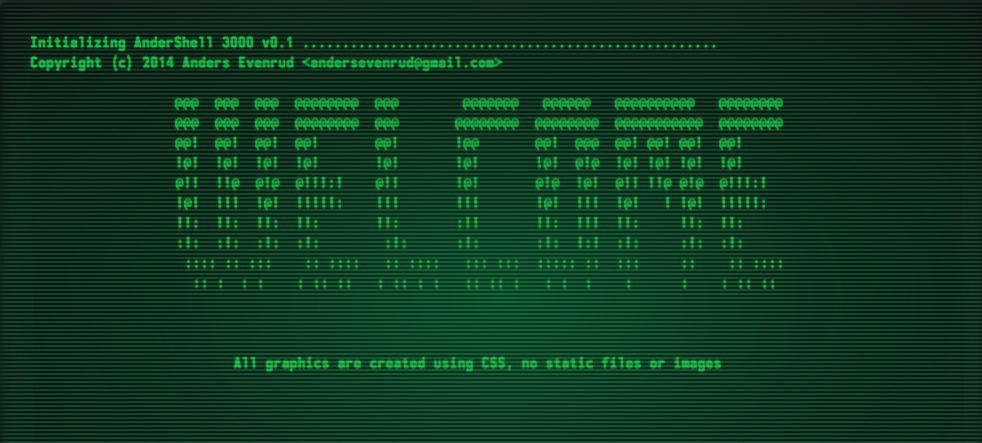 Initializing AnderShell 3000 v0.1 ....................................................
Copyright (c) 2014 Anders Evenrud <andersevenrud@gmail.com>
WELCOME
All graphics are created using CSS, no static files or images